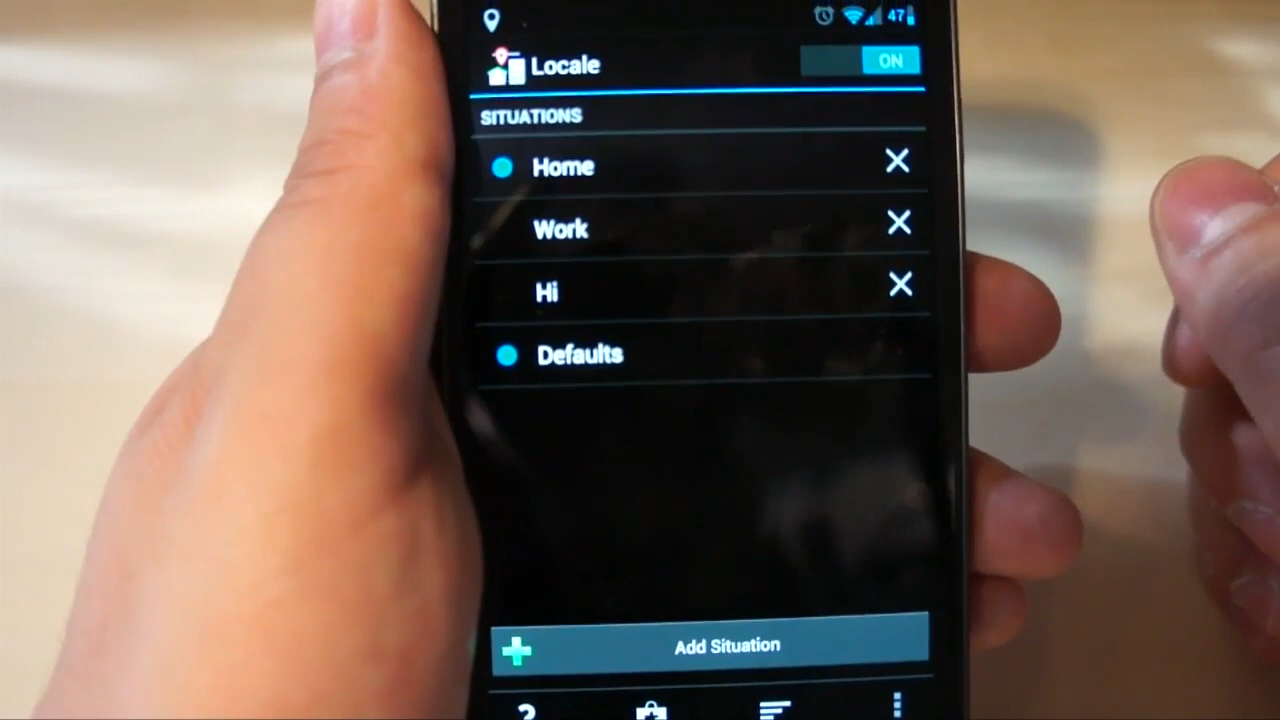 47
Locale
ON
SITUATIONS
Home
Work
Hi
Defaults
Add Situation
?